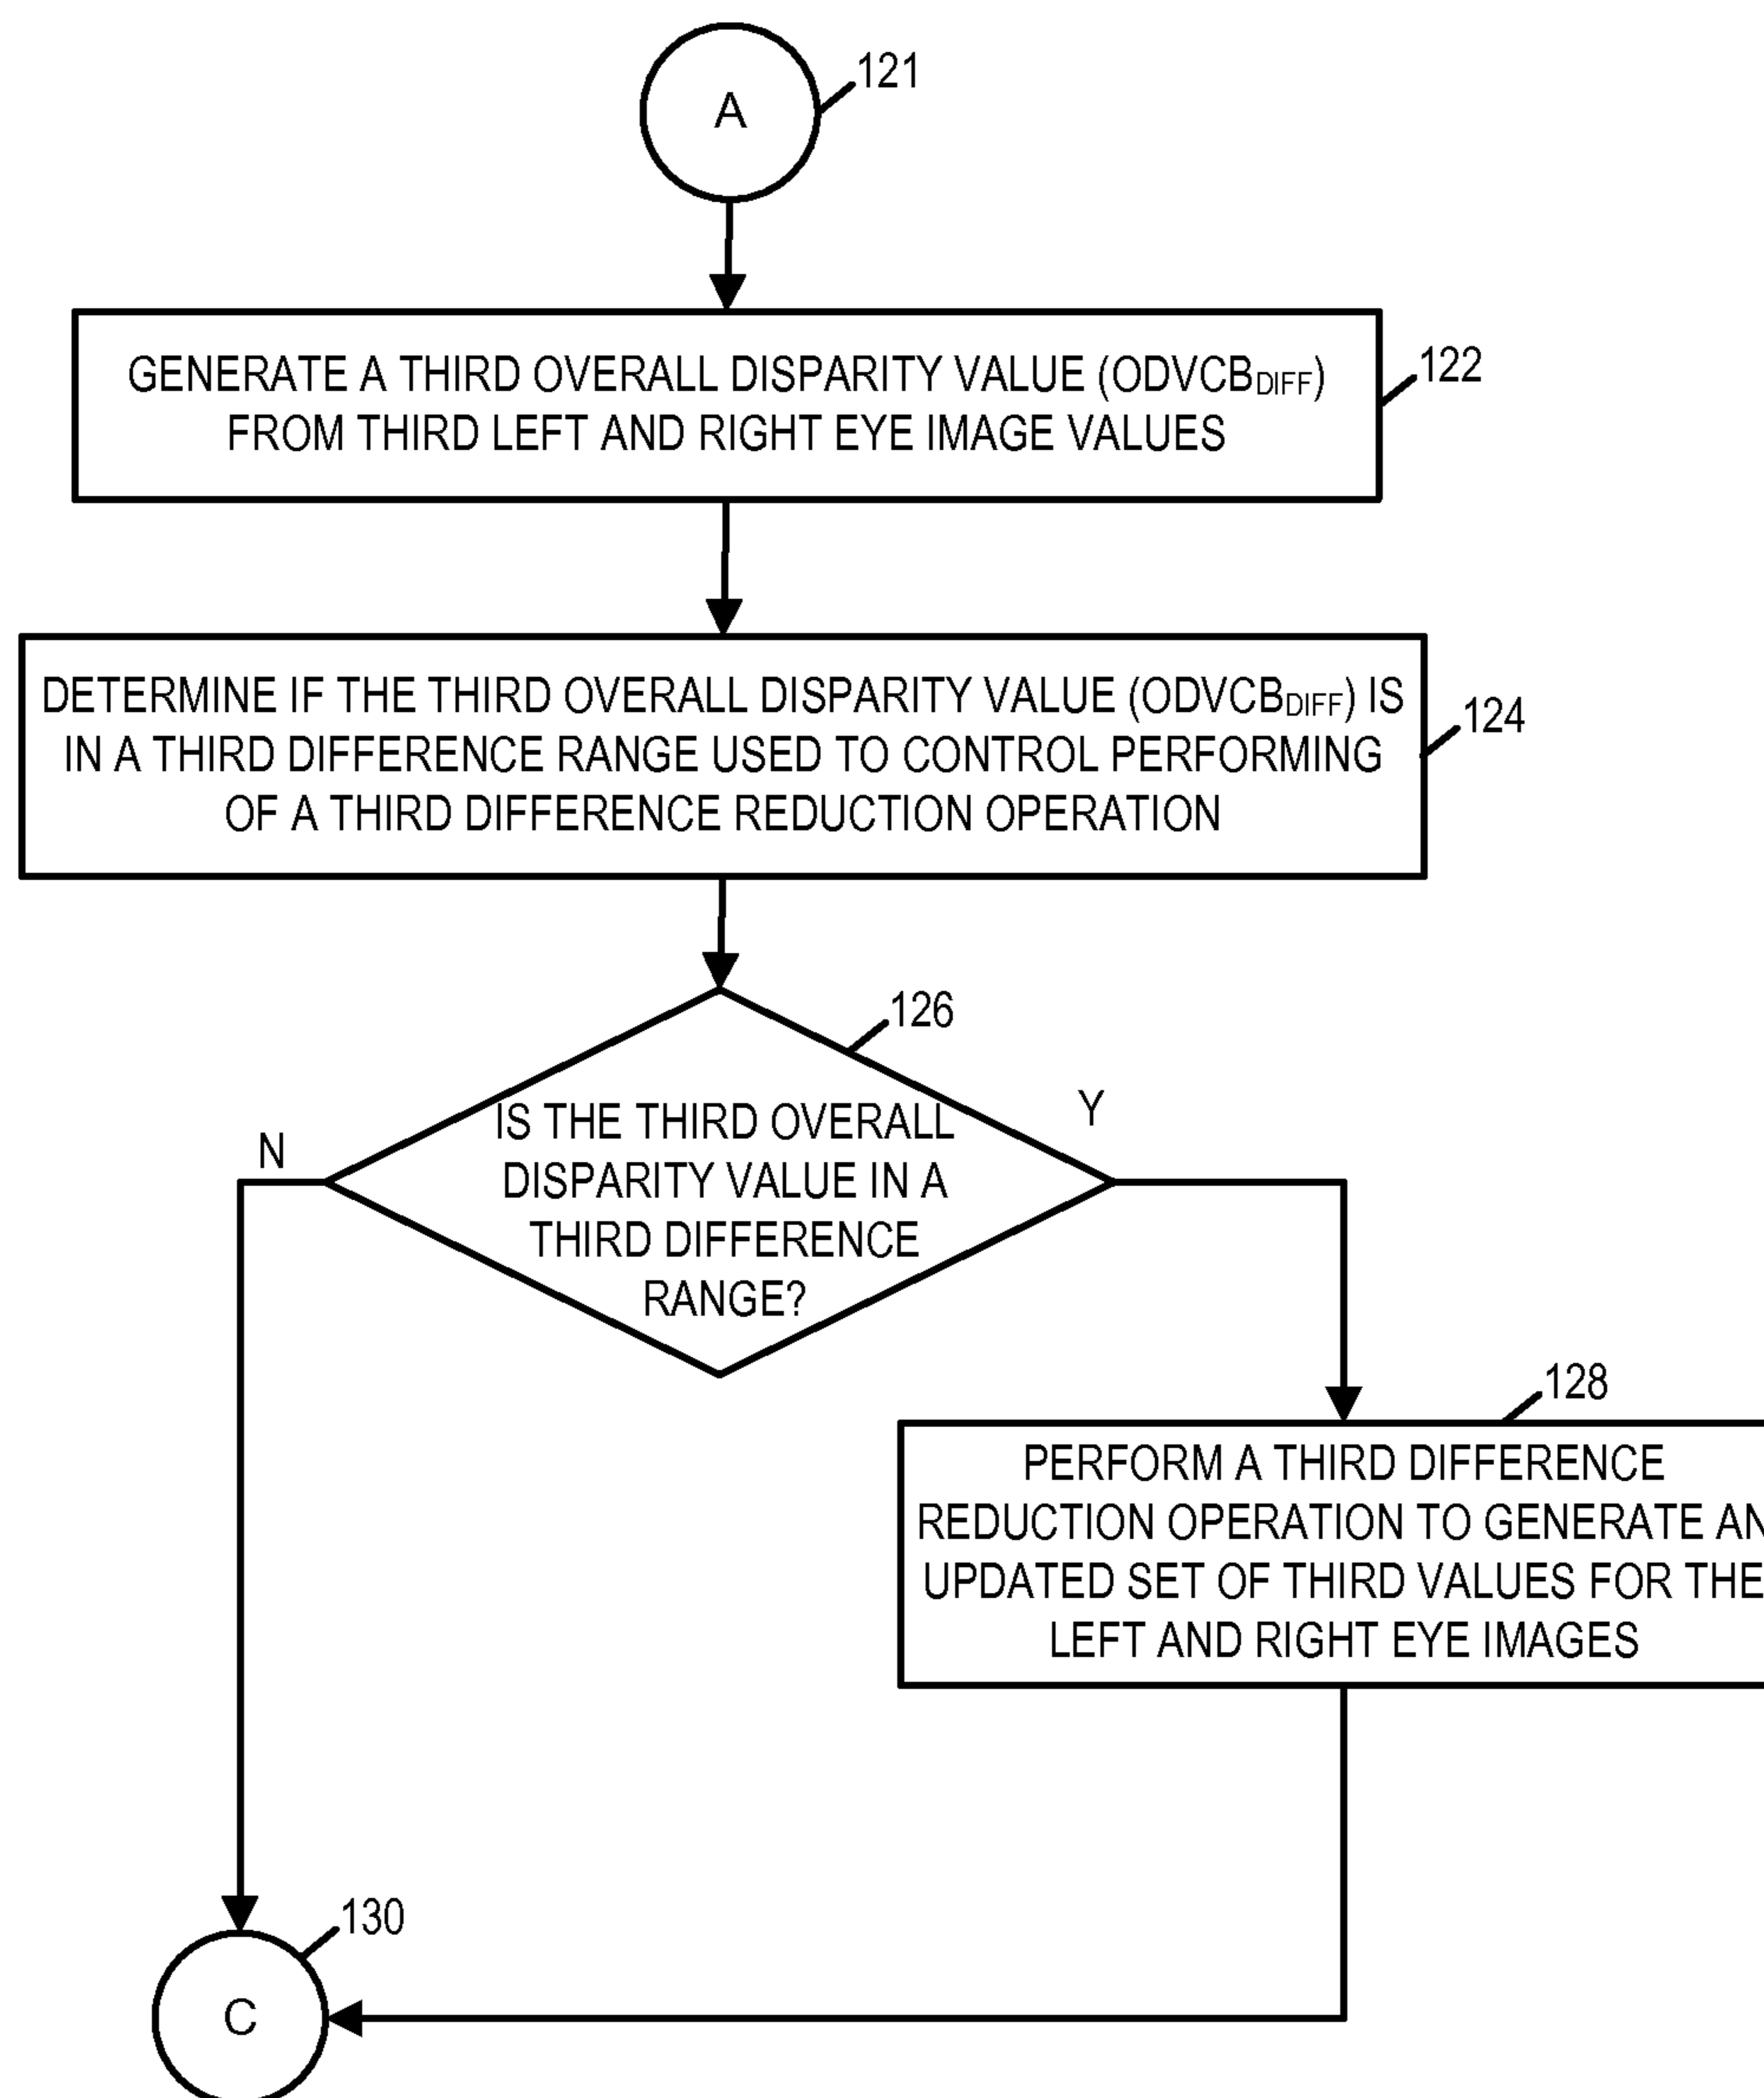 A
121
GENERATE A THIRD OVERALL DISPARITY VALUE (ODVCB_DIFF)
FROM THIRD LEFT AND RIGHT EYE IMAGE VALUES
122
DETERMINE IF THE THIRD OVERALL DISPARITY VALUE (ODVCB_DIFF) IS
IN A THIRD DIFFERENCE RANGE USED TO CONTROL PERFORMING
OF A THIRD DIFFERENCE REDUCTION OPERATION
124
126
IS THE THIRD OVERALL
DISPARITY VALUE IN A
THIRD DIFFERENCE
RANGE?
N
Y
128
PERFORM A THIRD DIFFERENCE
REDUCTION OPERATION TO GENERATE AN
UPDATED SET OF THIRD VALUES FOR THE
LEFT AND RIGHT EYE IMAGES
130
C